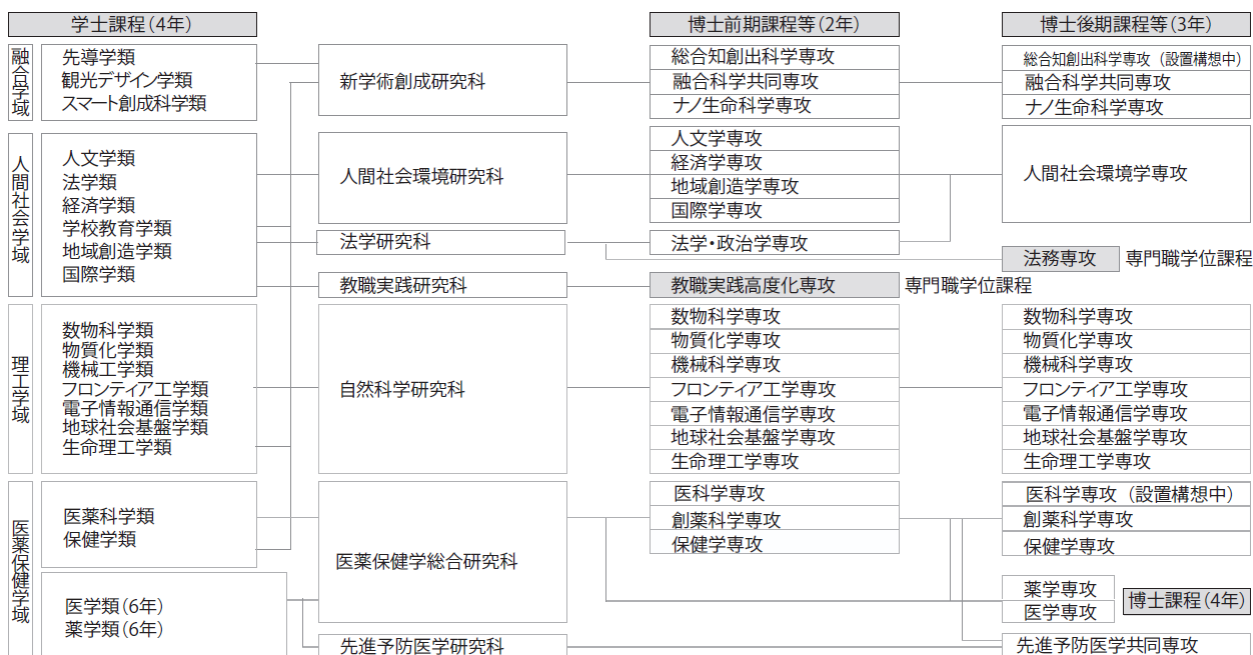 学士課程(4年)
博士前期課程等(2年)
博士後期課程等(3年)
融合学域
先導学類
観光デザイン学類
スマート創成科学類
新学術創成研究科
総合知創出科学専攻
融合科学共同専攻
ナノ生命科学専攻
総合知創出科学専攻(設置構想中)
融合科学共同専攻
ナノ生命科学専攻
人間社会学域
人文学類
法学類
経済学類
学校教育学類
地域創造学類
国際学類
人間社会環境研究科
人文学専攻
経済学専攻
地域創造学専攻
国際学専攻
人間社会環境学専攻
法学研究科
法学・政治学専攻
法務専攻 専門職学位課程
教職実践研究科
教職実践高度化専攻 専門職学位課程
理工学域
数物科学類
物質化学類
機械工学類
フロンティア工学類
電子情報通信学類
地球社会基盤学類
生命理工学類
自然科学研究科
数物科学専攻
物質化学専攻
機械科学専攻
フロンティア工学専攻
電子情報通信学専攻
地球社会基盤学専攻
生命理工学専攻
数物科学専攻
物質化学専攻
機械科学専攻
フロンティア工学専攻
電子情報通信学専攻
地球社会基盤学専攻
生命理工学専攻
医薬保健学域
医薬科学類
保健学類
医学類(6年)
薬学類(6年)
医薬保健学総合研究科
医科学専攻
創薬科学専攻
保健学専攻
医科学専攻(設置構想中)
創薬科学専攻
保健学専攻
薬学専攻
医学専攻
博士課程(4年)
先進予防医学研究科
先進予防医学共同専攻